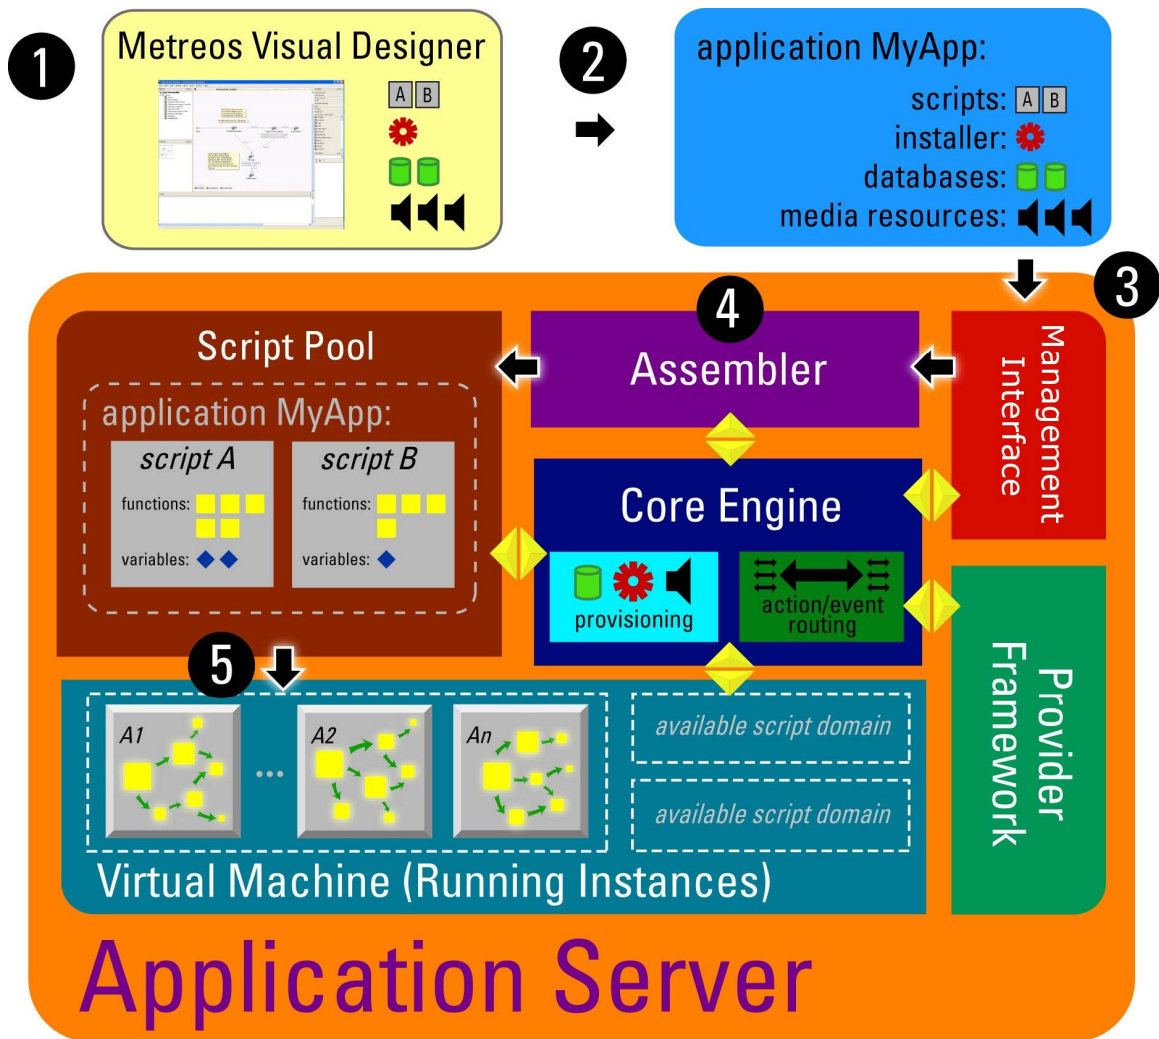 1
Metreos Visual Designer
A B
2
application MyApp:
scripts: A B
installer:
databases:
media resources:
3
Management
Interface
4
Assembler
Script Pool
application MyApp:
script A
functions:
variables:
script B
functions:
variables:
Core Engine
provisioning
action/event
routing
Provider
Framework
5
A1
...
A2
An
available script domain
available script domain
Virtual Machine (Running Instances)
Application Server